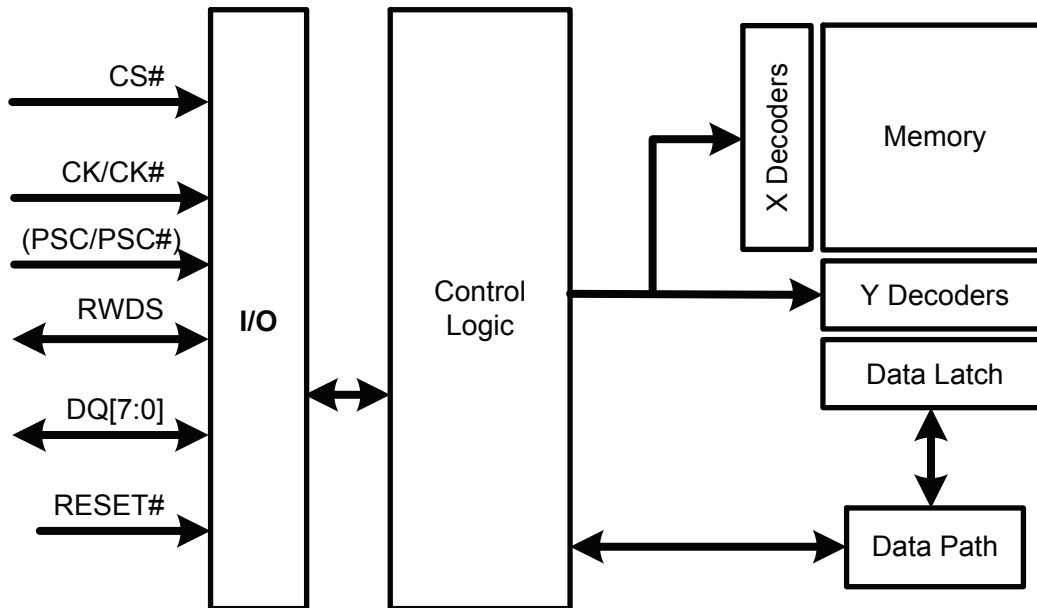 CS#
CK/CK#
(PSC/PSC#)
RWDS
DQ[7:0]
RESET#
I/O
Control
Logic
X Decoders
Memory
Y Decoders
Data Latch
Data Path